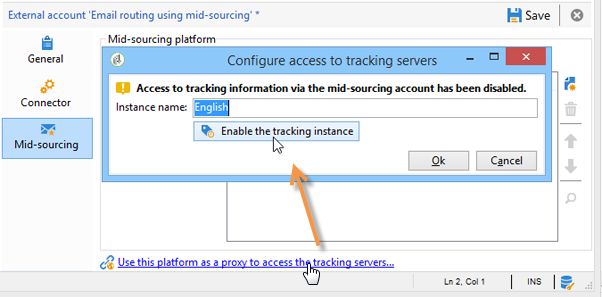 External account 'Email routing using mid-sourcing' *
Save
General
Connector
Mid-sourcing
Mid-sourcing platform
Configure access to tracking servers
Access to tracking information via the mid-sourcing account has been disabled.
Instance name: English
Enable the tracking instance
Ok
Cancel
Use this platform as a proxy to access the tracking servers...
Ln 2, Col 1
INS